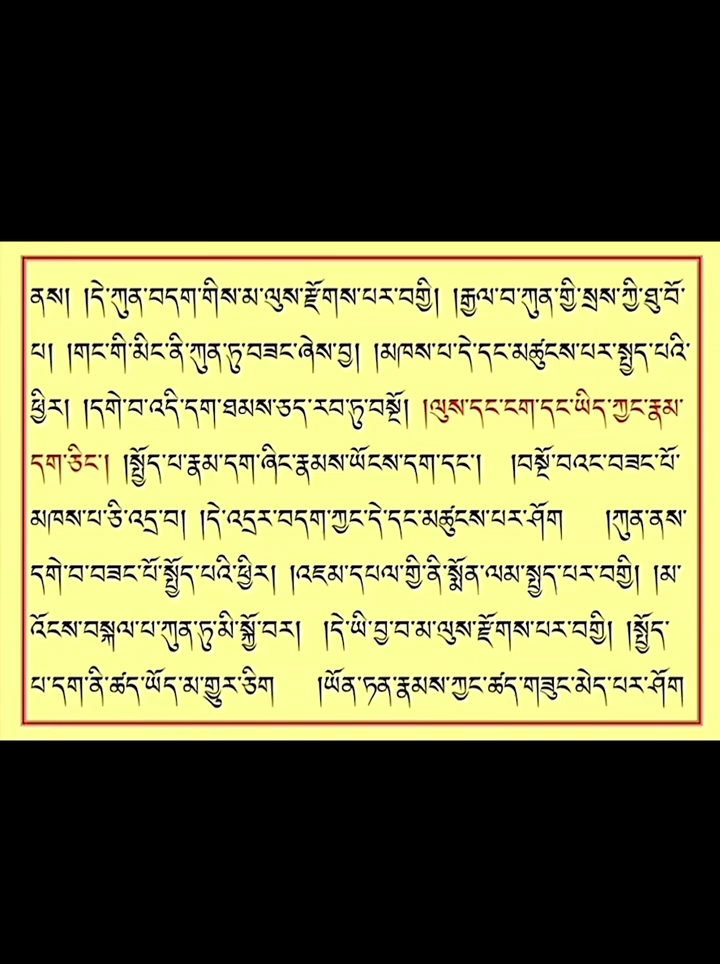 ནས། །དེ་ཀུན་བདག་གིས་མ་ལུས་རྫོགས་པར་བགྱི། །རྒྱལ་བ་ཀུན་གྱི་སྲས་ཀྱི་ཐུ་བོ་
པ། །གང་གི་མིང་ནི་ཀུན་ཏུ་བཟང་ཞེས་བྱ། །མཁས་པ་དེ་དང་མཚུངས་པར་སྤྱད་པའི་
ཕྱིར། །དགེ་བ་འདི་དག་ཐམས་ཅད་རབ་ཏུ་བསྔོ། །ལུས་དང་ངག་དང་ཡིད་ཀྱང་རྣམ་
དག་ཅིང་། །སྤྱོད་པ་རྣམ་དག་ཞིང་རྣམས་ཡོངས་དག་དང་། །བསྔོ་བའང་བཟང་པོ་
མཁས་པ་ཅི་འདྲ་བ། །དེ་འདྲར་བདག་ཀྱང་དེ་དང་མཚུངས་པར་ཤོག །ཀུན་ནས་
དགེ་བ་བཟང་པོ་སྤྱོད་པའི་ཕྱིར། །འཇམ་དཔལ་གྱི་ནི་སྨོན་ལམ་སྤྱད་པར་བགྱི། །མ་
འོངས་བསྐལ་པ་ཀུན་ཏུ་མི་སྐྱོ་བར། །དེ་ཡི་བྱ་བ་མ་ལུས་རྫོགས་པར་བགྱི། །སྤྱོད་
པ་དག་ནི་ཚད་ཡོད་མ་གྱུར་ཅིག །ཡོན་ཏན་རྣམས་ཀྱང་ཚད་གཟུང་མེད་པར་ཤོག